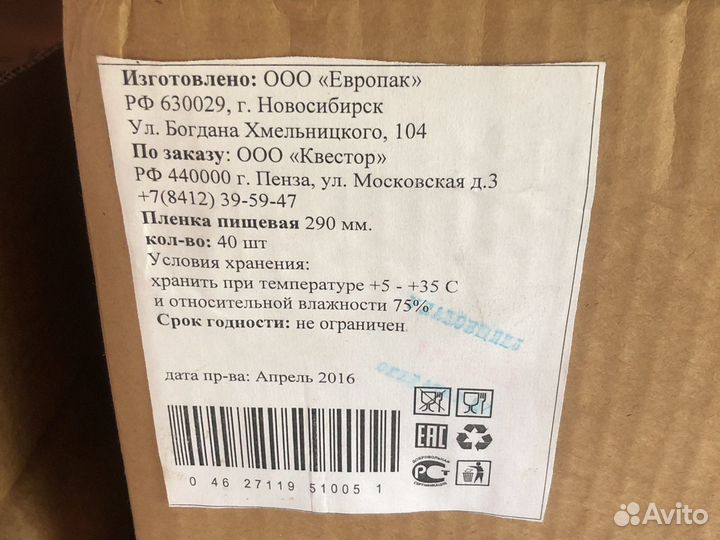 Изготовлено: ООО «Европак»
РФ 630029, г. Новосибирск
Ул. Богдана Хмельницкого, 104
По заказу: ООО «Квестор»
РФ 440000 г. Пенза, ул. Московская д.3
+7(8412) 39-59-47
Пленка пищевая 290 мм.
кол-во: 40 шт
Условия хранения:
хранить при температуре +5 - +35 С
и относительной влажности 75%
Срок годности: не ограничен
дата пр-ва: Апрель 2016
EAC
ДОБРОВОЛЬНАЯ
РСТ
СЕРТИФИКАЦИЯ
0 46 27119 51005 1
Avito